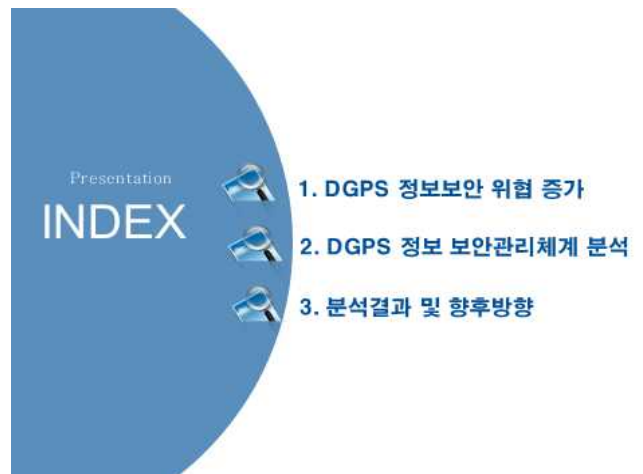 Presentation
INDEX
1. DGPS 정보보안 위협 증가
2. DGPS 정보 보안관리체계 분석
3. 분석결과 및 향후방향